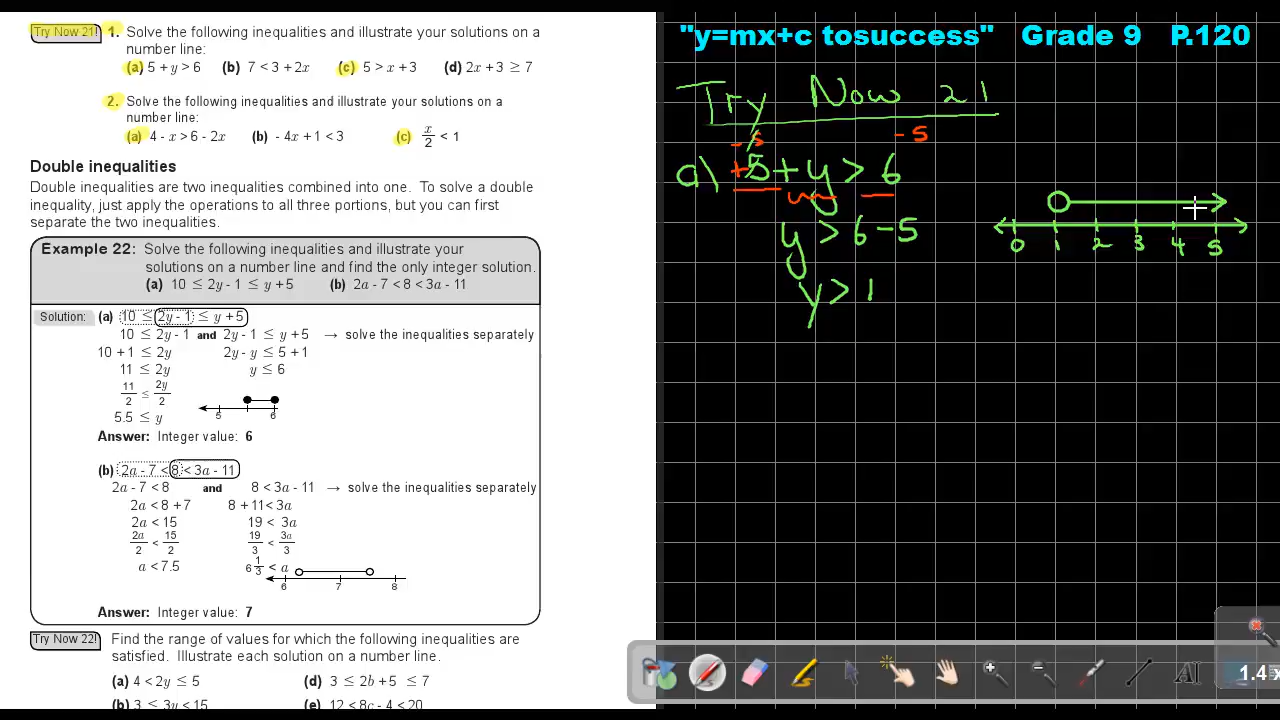 Try Now 21! 1. Solve the following inequalities and illustrate your solutions on a
number line:
(a) 5 + y > 6 (b) 7 < 3 + 2x (c) 5 > x + 3 (d) 2x + 3 ≥ 7
2. Solve the following inequalities and illustrate your solutions on a
number line:
(a) 4 - x > 6 - 2x (b) - 4x + 1 < 3 (c) x/2 < 1
Double inequalities
Double inequalities are two inequalities combined into one. To solve a double
inequality, just apply the operations to all three portions, but you can first
separate the two inequalities.
Example 22: Solve the following inequalities and illustrate your
solutions on a number line and find the only integer solution.
(a) 10 ≤ 2y - 1 ≤ y + 5 (b) 2a - 7 < 8 < 3a - 11
Solution: (a) 10 ≤ 2y - 1 ≤ y + 5
10 ≤ 2y - 1 and 2y - 1 ≤ y + 5 → solve the inequalities separately
10 + 1 ≤ 2y 2y - y ≤ 5 + 1
11 ≤ 2y y ≤ 6
11/2 ≤ 2y/2
5 6
5.5 ≤ y
Answer: Integer value: 6
(b) 2a - 7 < 8 < 3a - 11
2a - 7 < 8 and 8 < 3a - 11 → solve the inequalities separately
2a < 8 + 7 8 + 11 < 3a
2a < 15 19 < 3a
2a/2 < 15/2 19/3 < 3a/3
a < 7.5 6 1/3 < a
6 7 8
Answer: Integer value: 7
Try Now 22! Find the range of values for which the following inequalities are
satisfied. Illustrate each solution on a number line.
(a) 4 < 2y ≤ 5 (d) 3 ≤ 2b + 5 ≤ 7
(b) 3 ≤ 3y < 15 (e) 12 < 8c - 4 < 20
"y=mx+c tosuccess" Grade 9 P.120
Try Now 21
- 5 - 5
a) +5 + y > 6
y > 6 - 5
y > 1
0 1 2 3 4 5
AI
1.4 x